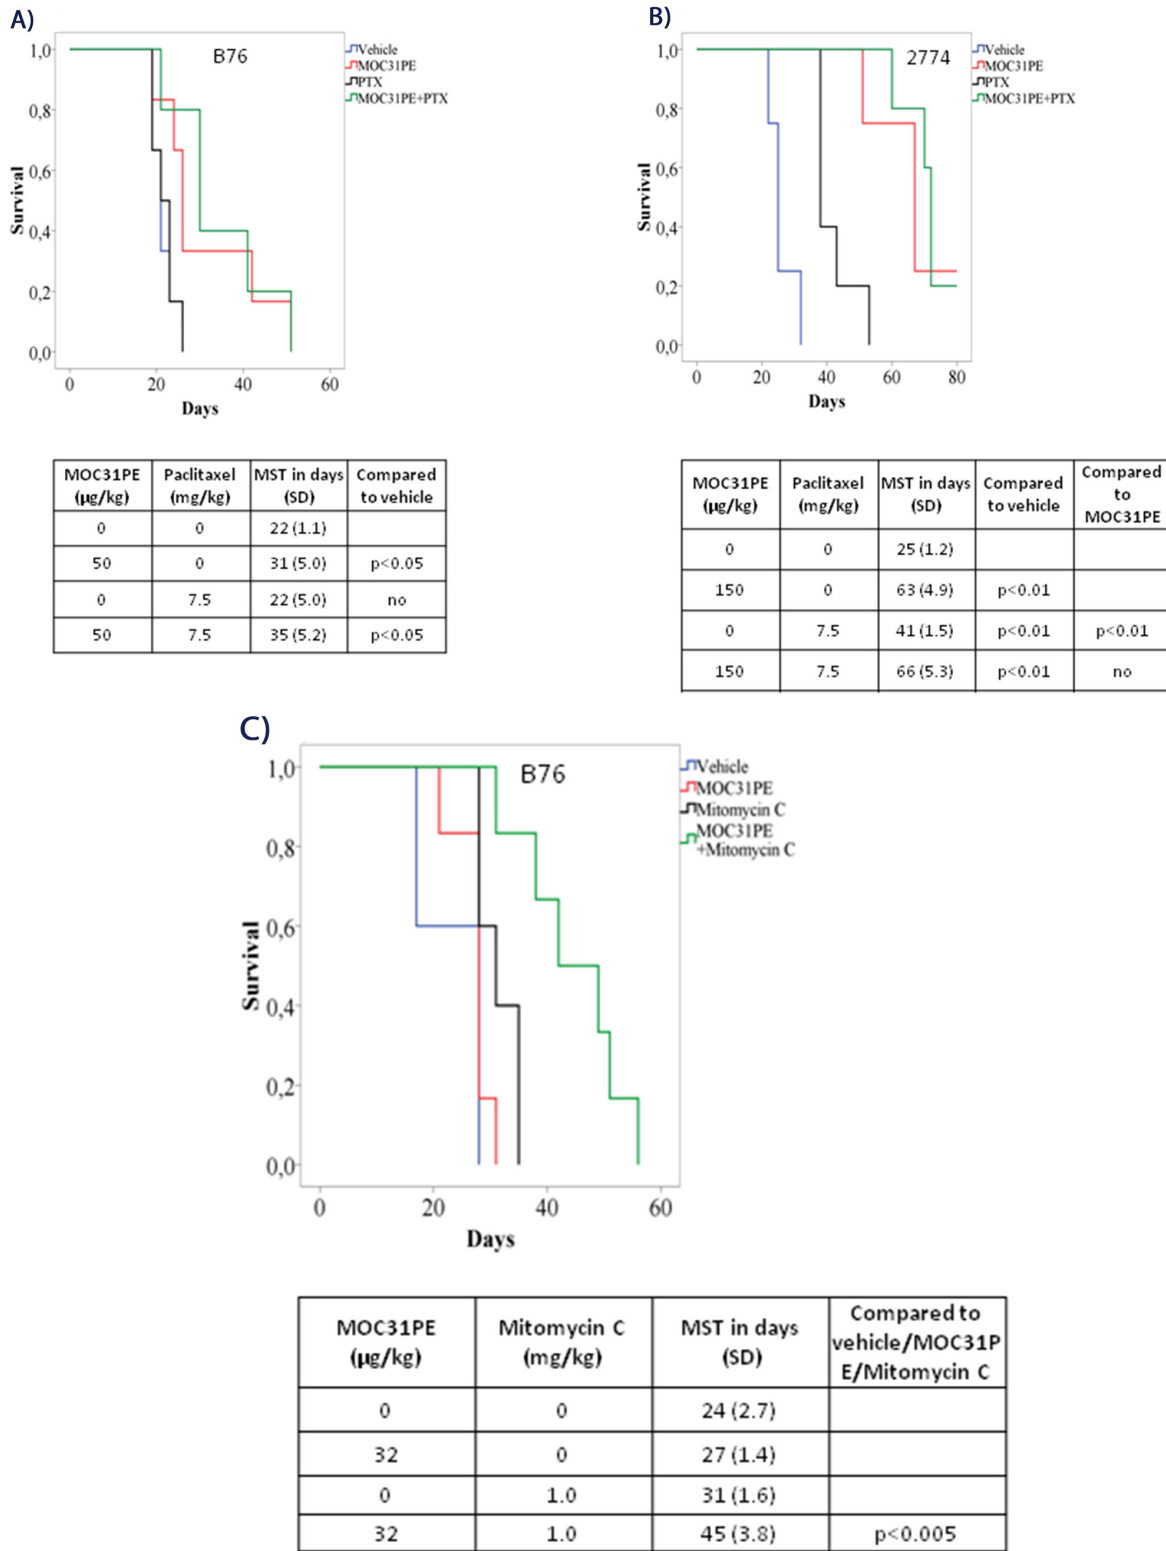 A)
B76
Vehicle
MOC31PE
PTX
MOC31PE+PTX
1,0
0,8
0,6
0,4
0,2
0,0
Survival
0 20 40 60
Days
MOC31PE (µg/kg) Paclitaxel (mg/kg) MST in days (SD) Compared to vehicle
0 0 22 (1.1)
50 0 31 (5.0) p<0.05
0 7.5 22 (5.0) no
50 7.5 35 (5.2) p<0.05
B)
2774
Vehicle
MOC31PE
PTX
MOC31PE+PTX
1,0
0,8
0,6
0,4
0,2
0,0
Survival
0 20 40 60 80
Days
MOC31PE (µg/kg) Paclitaxel (mg/kg) MST in days (SD) Compared to vehicle Compared to MOC31PE
0 0 25 (1.2)
150 0 63 (4.9) p<0.01
0 7.5 41 (1.5) p<0.01 p<0.01
150 7.5 66 (5.3) p<0.01 no
C)
B76
Vehicle
MOC31PE
Mitomycin C
MOC31PE
+Mitomycin C
1,0
0,8
0,6
0,4
0,2
0,0
Survival
0 20 40 60
Days
MOC31PE (µg/kg) Mitomycin C (mg/kg) MST in days (SD) Compared to vehicle/MOC31P E/Mitomycin C
0 0 24 (2.7)
32 0 27 (1.4)
0 1.0 31 (1.6)
32 1.0 45 (3.8) p<0.005